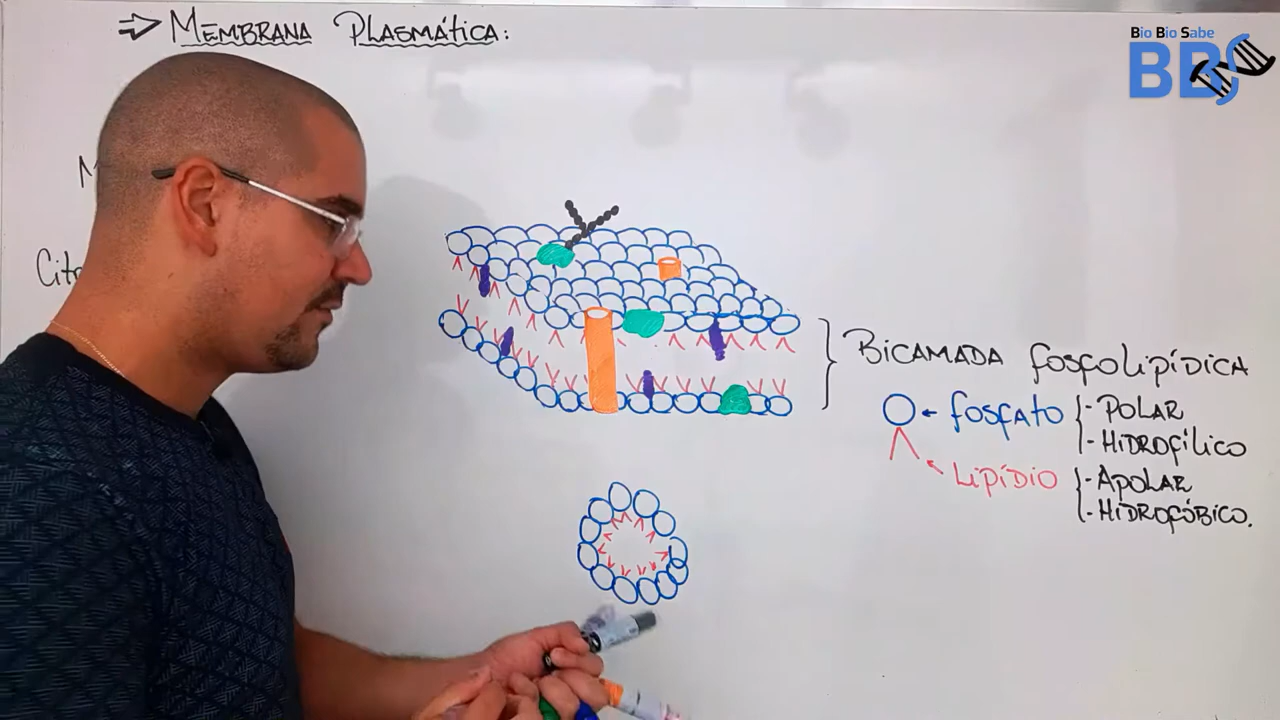 ⇒ MEMBRANA PLASMÁTICA:
Bio Bio Sabe
BBS
BICAMADA FOSFOLIPÍDICA
← FOSFATO
- POLAR
- HIDROFÍLICO
LIPÍDIO
- APOLAR
- HIDROFÓBICO.